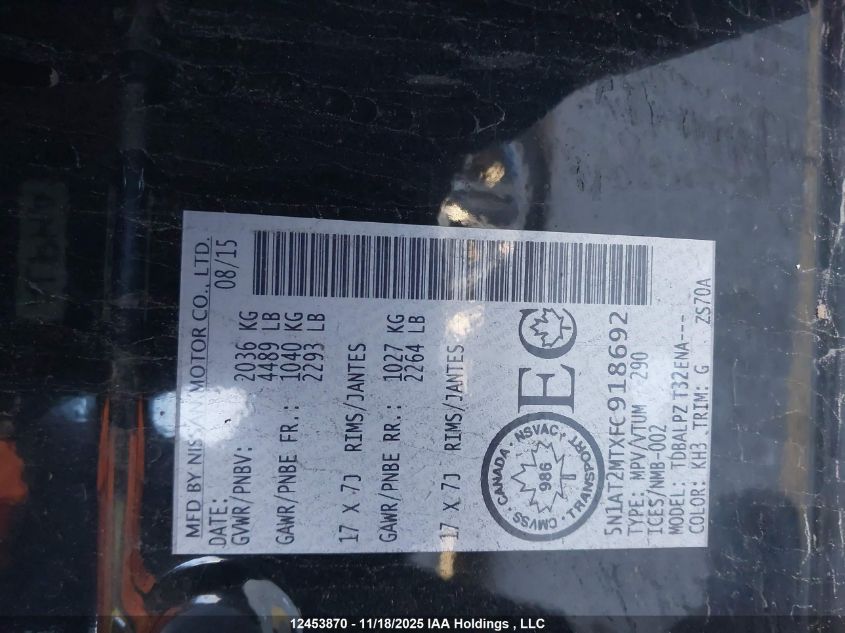 MFD BY NISSAN MOTOR CO., LTD.
DATE: 08/15
GVWR/PNBV: 2036 KG
4489 LB
GAWR/PNBE FR.: 1040 KG
2293 LB
17 X 7J RIMS/JANTES
GAWR/PNBE RR.: 1027 KG
2264 LB
17 X 7J RIMS/JANTES
CANADA · NSVAC · TRANSPORT · CMVSS
986
EC
5N1AT2MTXFC918692
TYPE: MPV/VTUM 290
ICES/NMB-002
MODEL: TDBALPZ T32ENA---
COLOR: KH3 TRIM: G ZS70A
12453870 - 11/18/2025 IAA Holdings , LLC